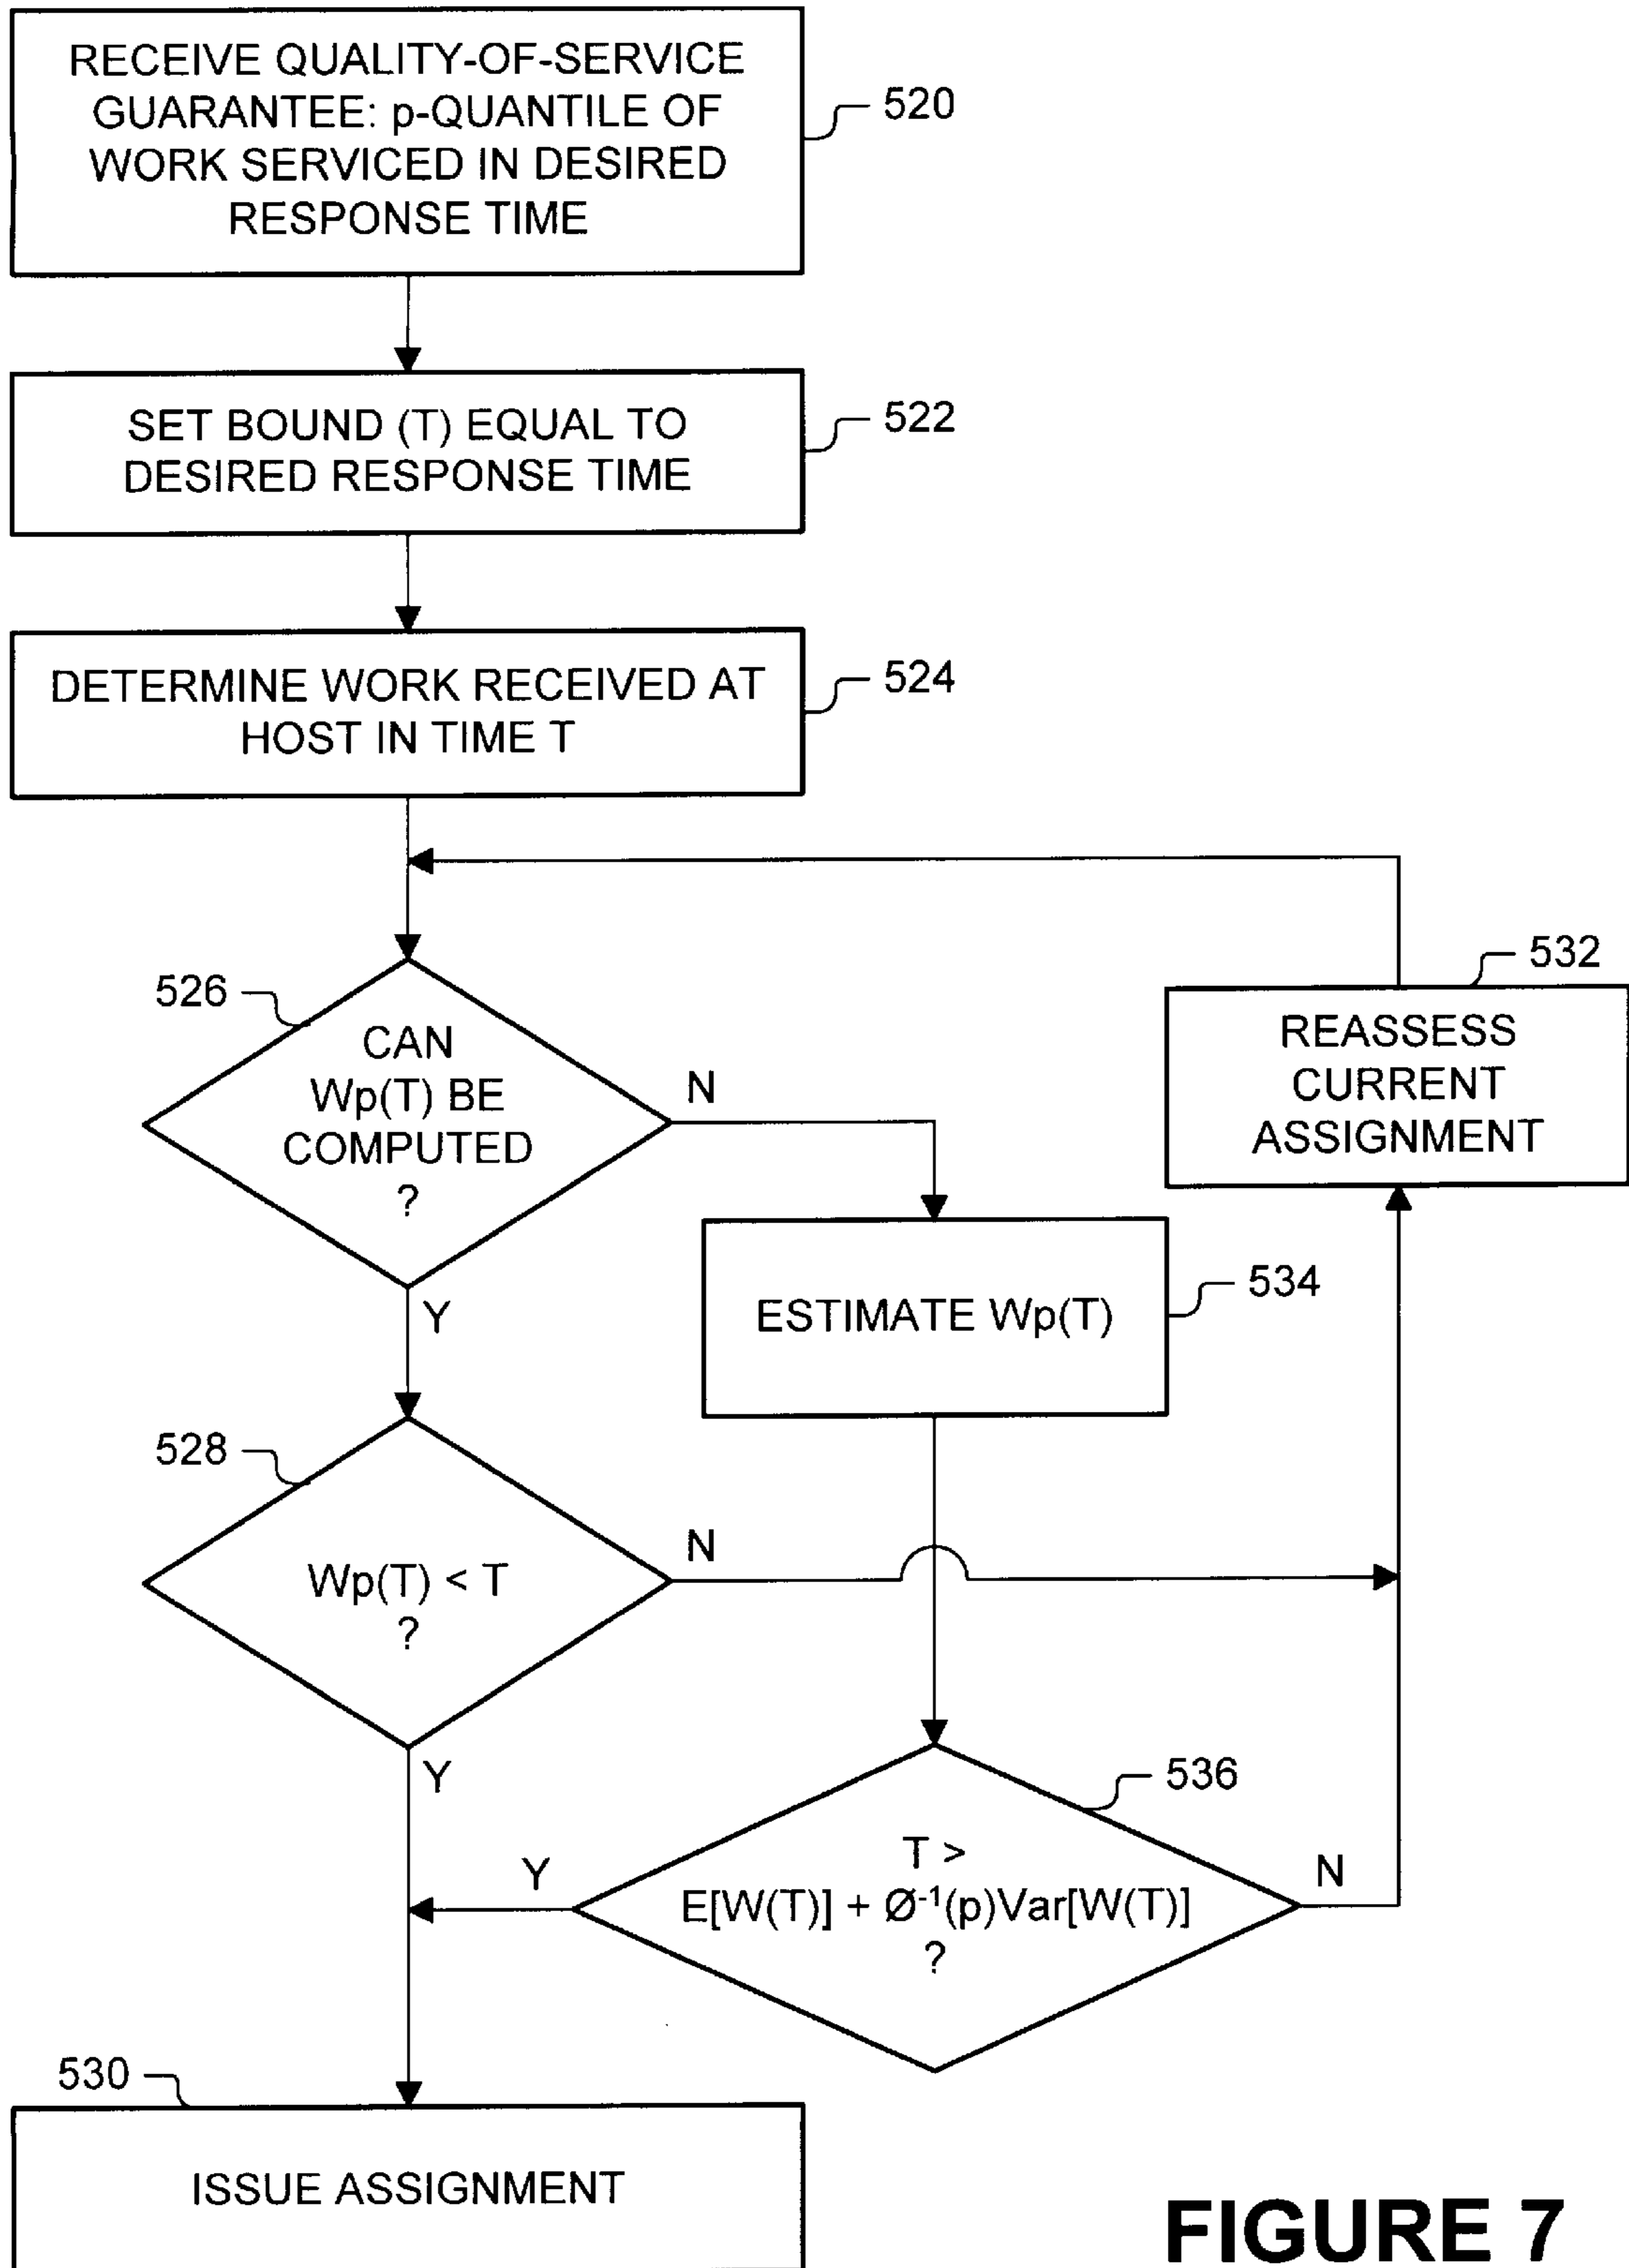 RECEIVE QUALITY-OF-SERVICE
GUARANTEE: p-QUANTILE OF
WORK SERVICED IN DESIRED
RESPONSE TIME
520
SET BOUND (T) EQUAL TO
DESIRED RESPONSE TIME
522
DETERMINE WORK RECEIVED AT
HOST IN TIME T
524
526
CAN
Wp(T) BE
COMPUTED
?
N
Y
532
REASSESS
CURRENT
ASSIGNMENT
ESTIMATE Wp(T)
534
528
Wp(T) < T
?
N
Y
536
T >
E[W(T)] + Ø⁻¹(p)Var[W(T)]
?
Y
N
530
ISSUE ASSIGNMENT
FIGURE 7